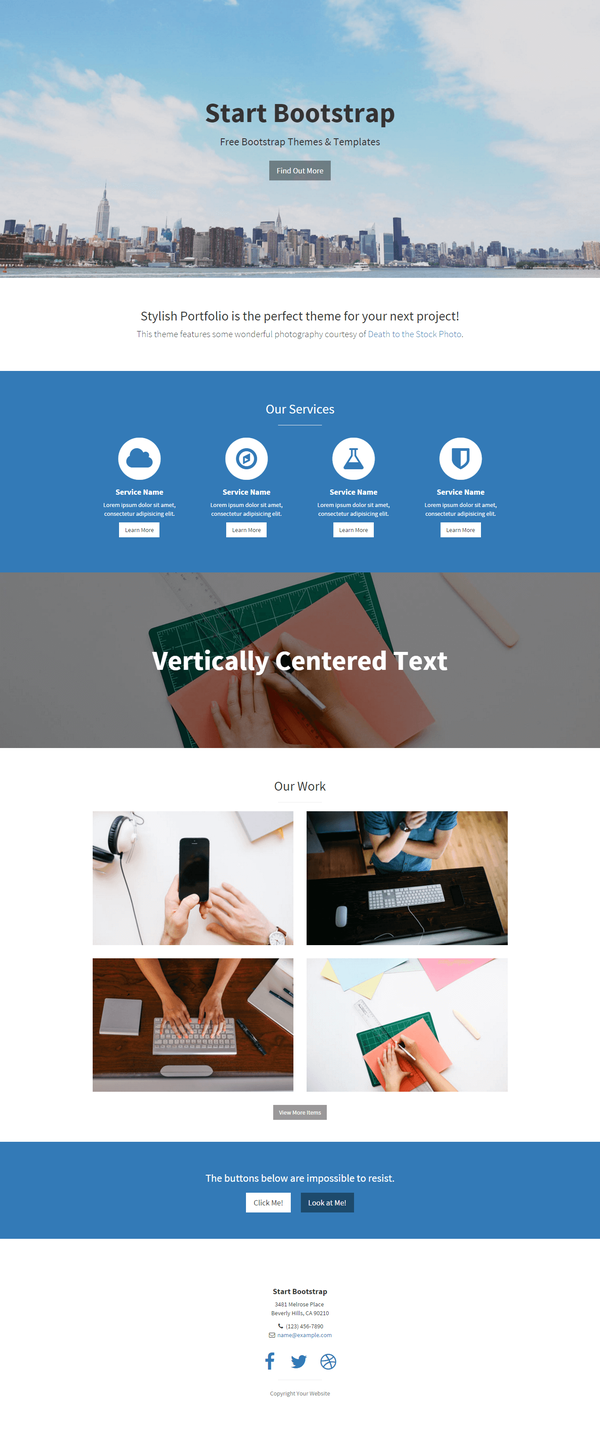 Start Bootstrap
Free Bootstrap Themes & Templates
Find Out More
Stylish Portfolio is the perfect theme for your next project!
This theme features some wonderful photography courtesy of Death to the Stock Photo.
Our Services
Service Name
Lorem ipsum dolor sit amet,
consectetur adipisicing elit.
Learn More
Service Name
Lorem ipsum dolor sit amet,
consectetur adipisicing elit.
Learn More
Service Name
Lorem ipsum dolor sit amet,
consectetur adipisicing elit.
Learn More
Service Name
Lorem ipsum dolor sit amet,
consectetur adipisicing elit.
Learn More
Vertically Centered Text
Our Work
View More Items
The buttons below are impossible to resist.
Click Me!
Look at Me!
Start Bootstrap
3481 Melrose Place
Beverly Hills, CA 90210
(123) 456-7890
name@example.com
Copyright Your Website